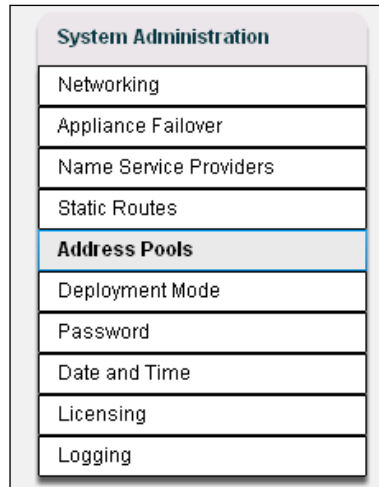 System Administration
Networking
Appliance Failover
Name Service Providers
Static Routes
Address Pools
Deployment Mode
Password
Date and Time
Licensing
Logging